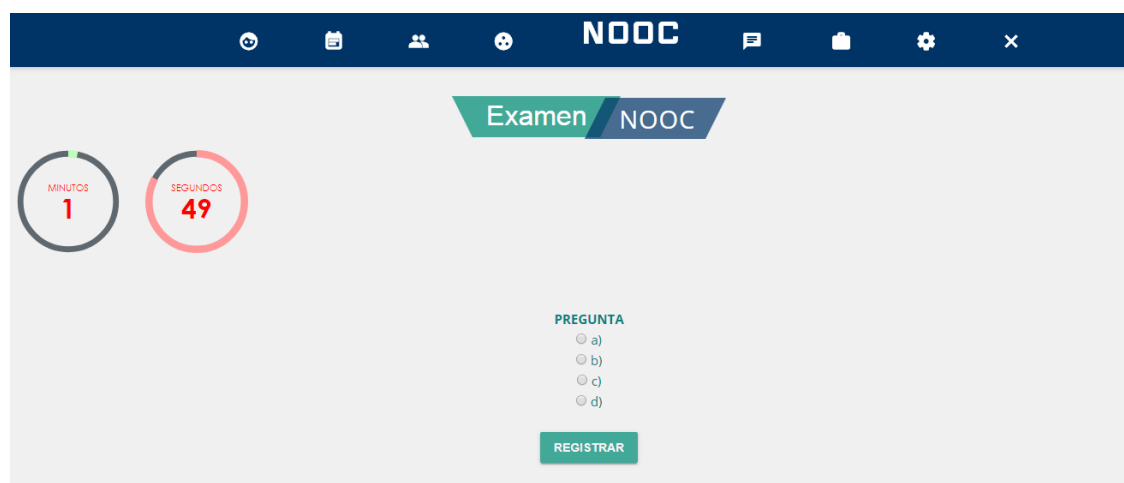 NOOC
Examen NOOC
MINUTOS
1
SEGUNDOS
49
PREGUNTA
a)
b)
c)
d)
REGISTRAR